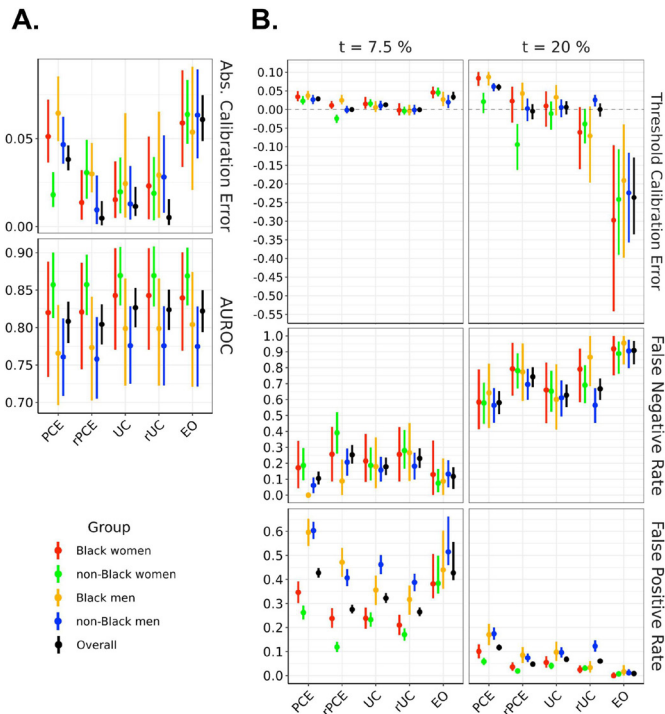 A.
B.
t = 7.5 %
t = 20 %
Abs. Calibration Error
0.05
0.00
AUROC
0.90
0.85
0.80
0.75
0.70
PCE
rPCE
UC
rUC
EO
Group
Black women
non-Black women
Black men
non-Black men
Overall
Threshold Calibration Error
0.10
0.05
0.00
-0.05
-0.10
-0.15
-0.20
-0.25
-0.30
-0.35
-0.40
-0.45
-0.50
-0.55
False Negative Rate
1.0
0.9
0.8
0.7
0.6
0.5
0.4
0.3
0.2
0.1
0.0
False Positive Rate
0.6
0.5
0.4
0.3
0.2
0.1
0.0
PCE
rPCE
UC
rUC
EO
PCE
rPCE
UC
rUC
EO